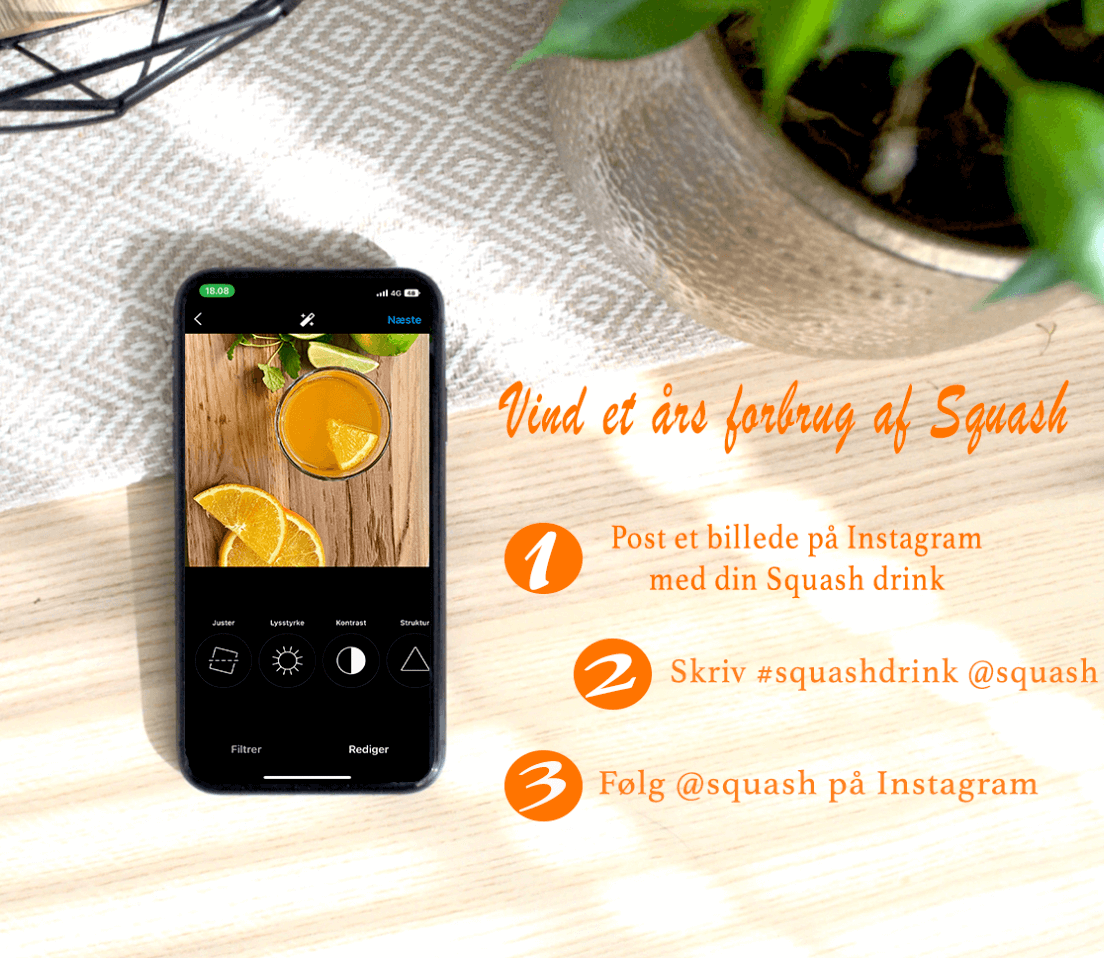 18.08
4G 46
Næste
Juster Lysstyrke Kontrast Struktur
Filtrer Rediger
Vind et års forbrug af Squash
1 Post et billede på Instagram
med din Squash drink
2 Skriv #squashdrink @squash
3 Følg @squash på Instagram